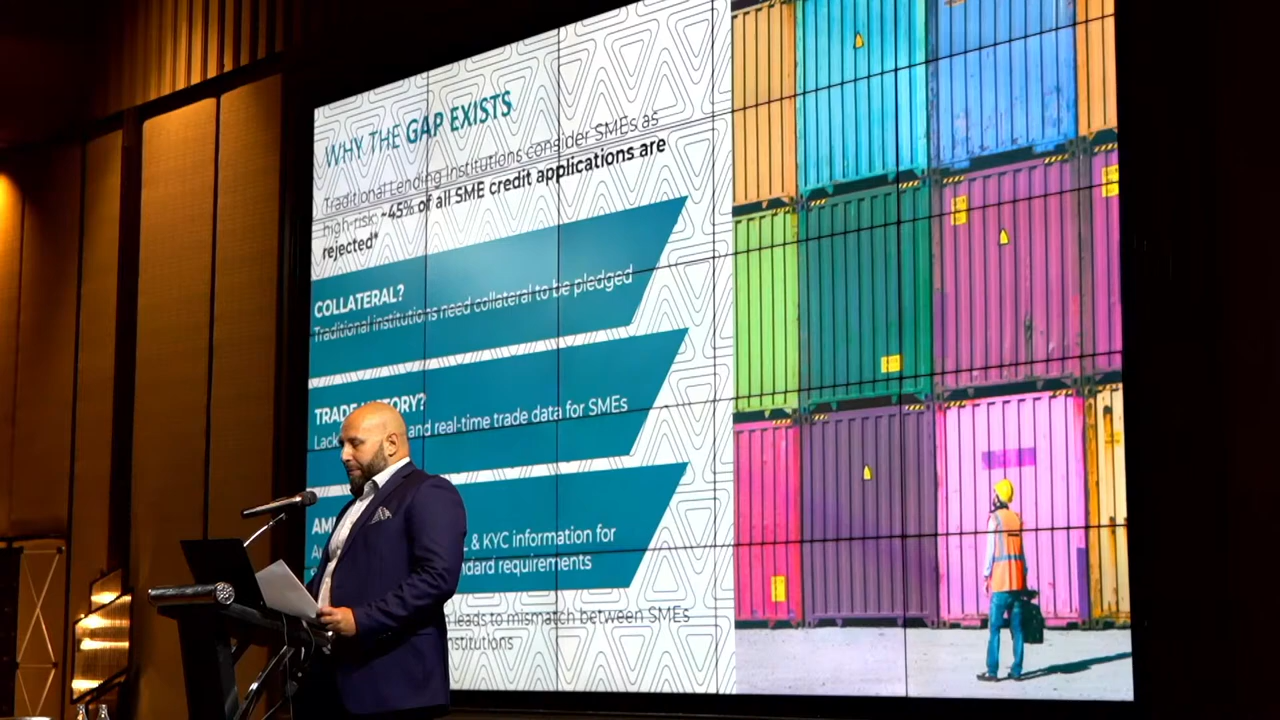 WHY THE GAP EXISTS
Traditional Lending Institutions consider SMEs as
high-risk: ~45% of all SME credit applications are
rejected*
COLLATERAL?
Traditional institutions need collateral to be pledged
TRADE HISTORY?
Lack and real-time trade data for SMEs
& KYC information for
requirements
leads to mismatch between SMEs